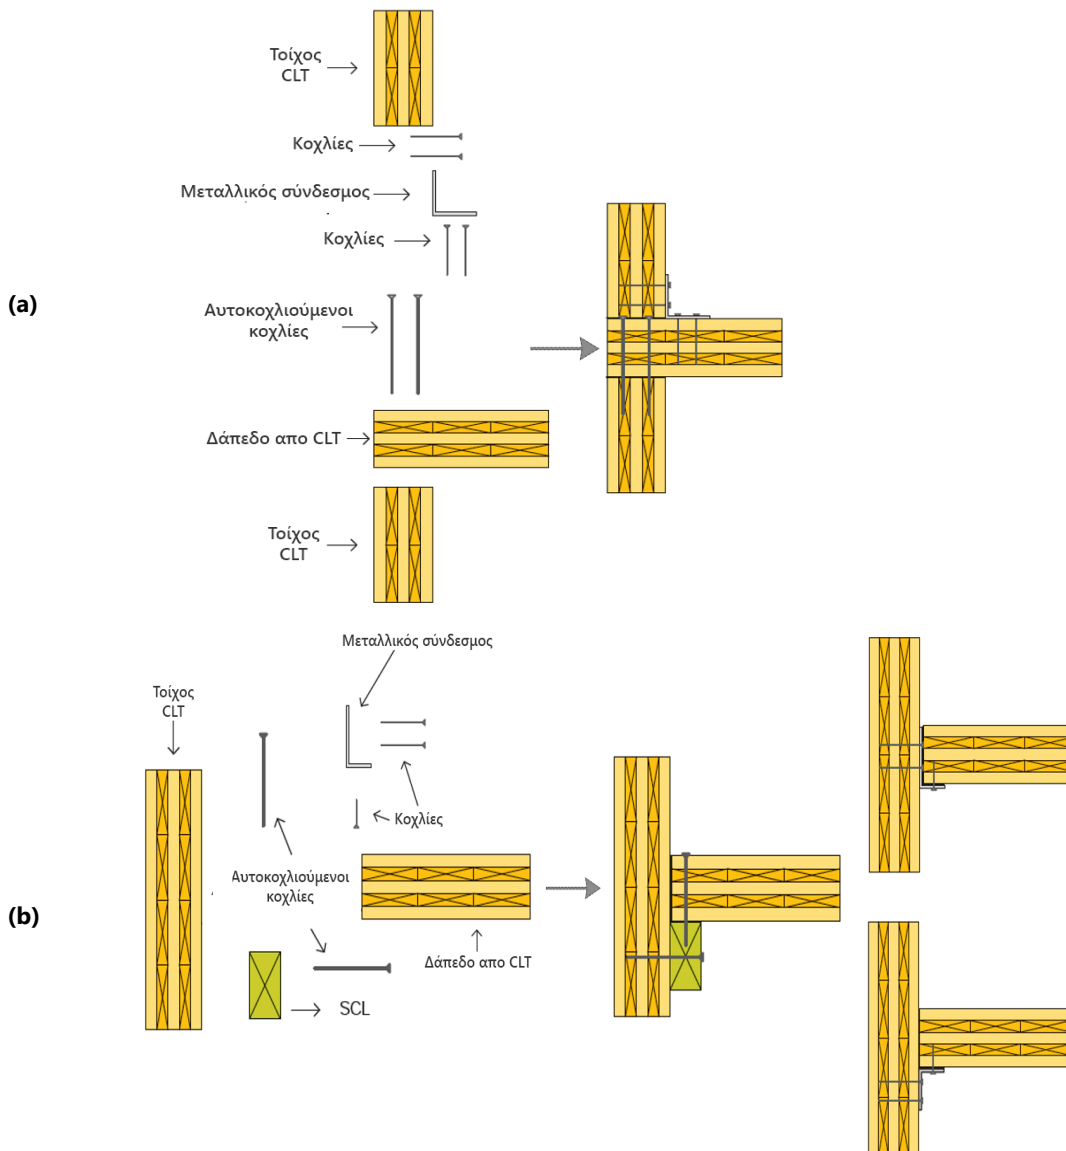 Τοίχος
CLT
Κοχλίες
Μεταλλικός σύνδεσμος
Κοχλίες
(a)
Αυτοκοχλιούμενοι
κοχλίες
Δάπεδο απο CLT
Τοίχος
CLT
Μεταλλικός σύνδεσμος
Τοίχος
CLT
Κοχλίες
Αυτοκοχλιούμενοι
κοχλίες
(b)
Δάπεδο απο CLT
SCL